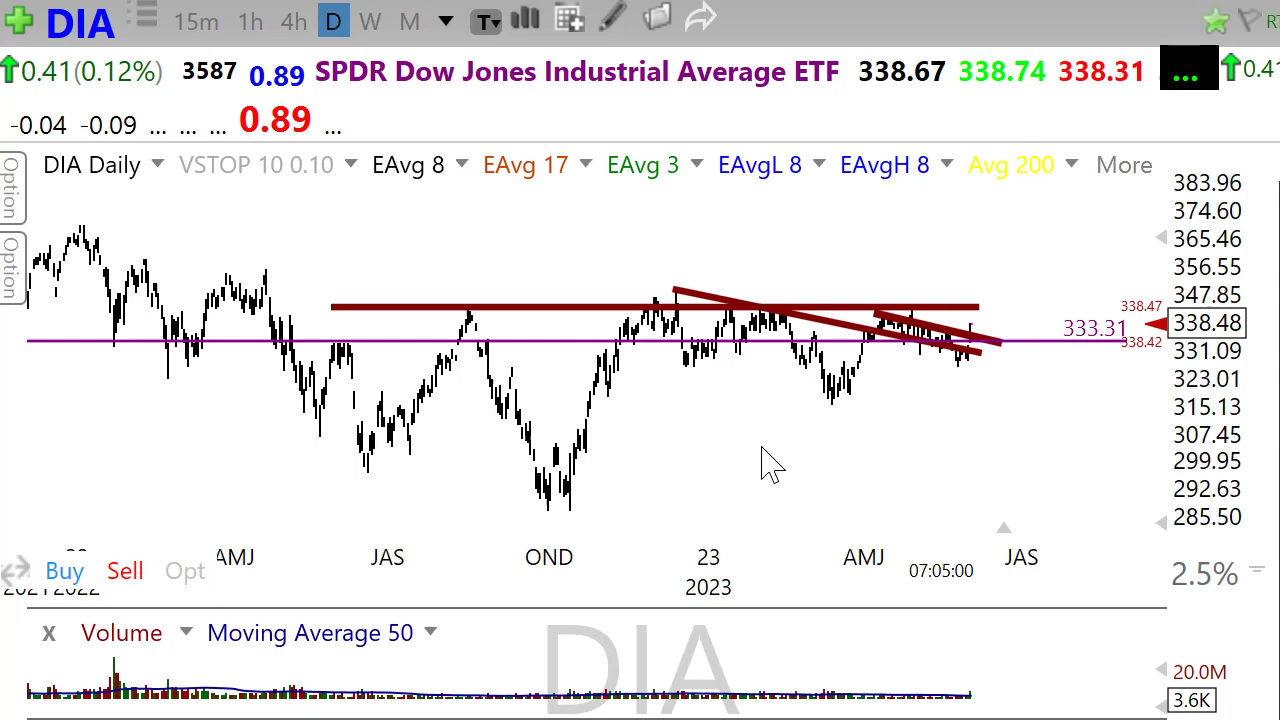 DIA 15m 1h 4h D W M T
0.41(0.12%) 3587 0.89 SPDR Dow Jones Industrial Average ETF 338.67 338.74 338.31 ... 0.41
-0.04 -0.09 ... ... ... 0.89 ...
Option
Option
DIA Daily VSTOP 10 0.10 EAvg 8 EAvg 17 EAvg 3 EAvgL 8 EAvgH 8 Avg 200 More
383.96
374.60
365.46
356.55
347.85
338.47
338.48
333.31
338.42
331.09
323.01
315.13
307.45
299.95
292.63
285.50
AMJ JAS OND 23 AMJ JAS
Buy Sell Opt 07:05:00 2.5%
2022 2023
X Volume Moving Average 50
DIA
20.0M
3.6K